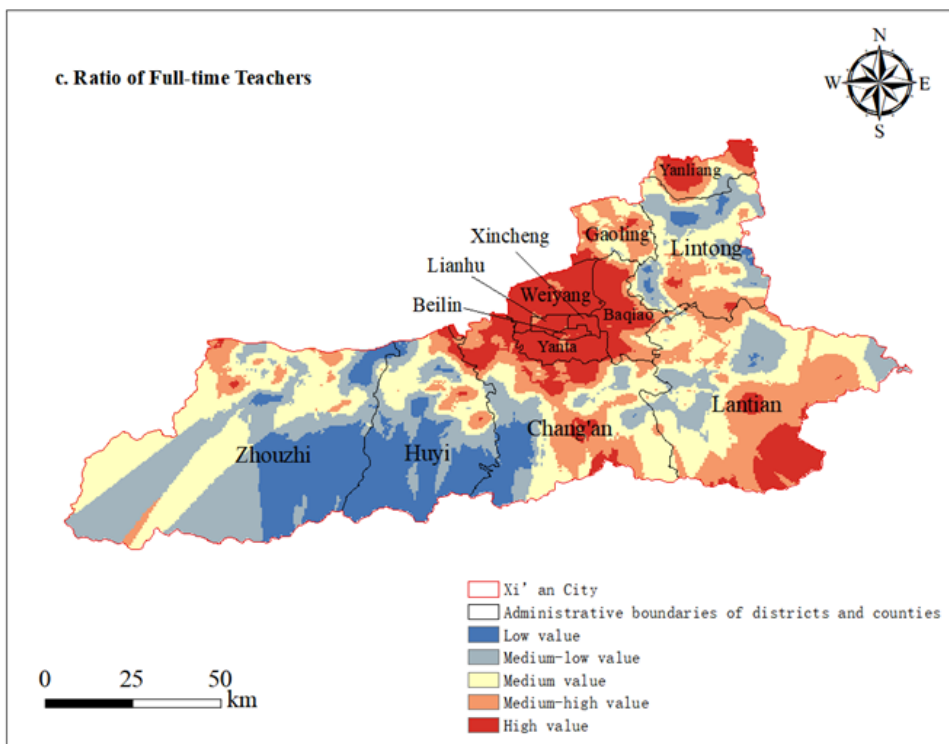 N
c. Ratio of Full-time Teachers
W E
S
Yanliang
Xincheng
Gaoling
Lintong
Lianhu
Weiyang
Beilin
Baqiao
Yanta
Lantian
Chang'an
Zhouzhi
Huyi
Xi' an City
Administrative boundaries of districts and counties
Low value
Medium-low value
Medium value
Medium-high value
High value
0 25 50
km